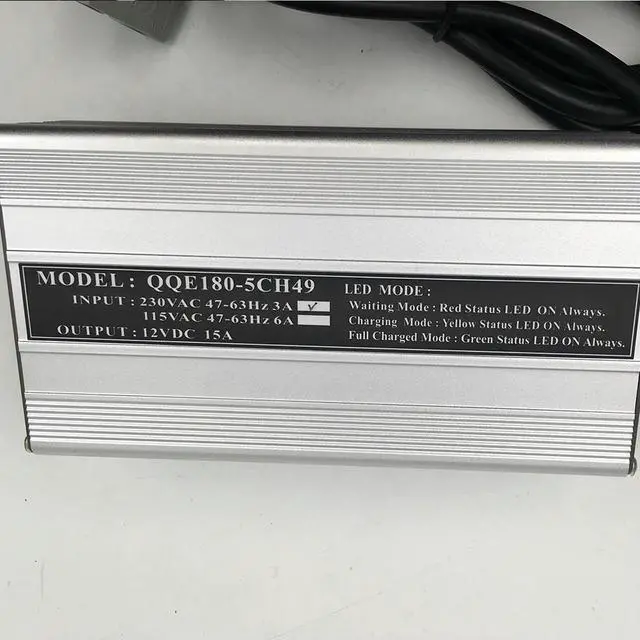 MODEL : QQE180-5CH49
INPUT : 230VAC 47-63Hz 3A ✓
115VAC 47-63Hz 6A
OUTPUT : 12VDC 15A
LED MODE :
Waiting Mode : Red Status LED ON Always.
Charging Mode : Yellow Status LED ON Always.
Full Charged Mode : Green Status LED ON Always.